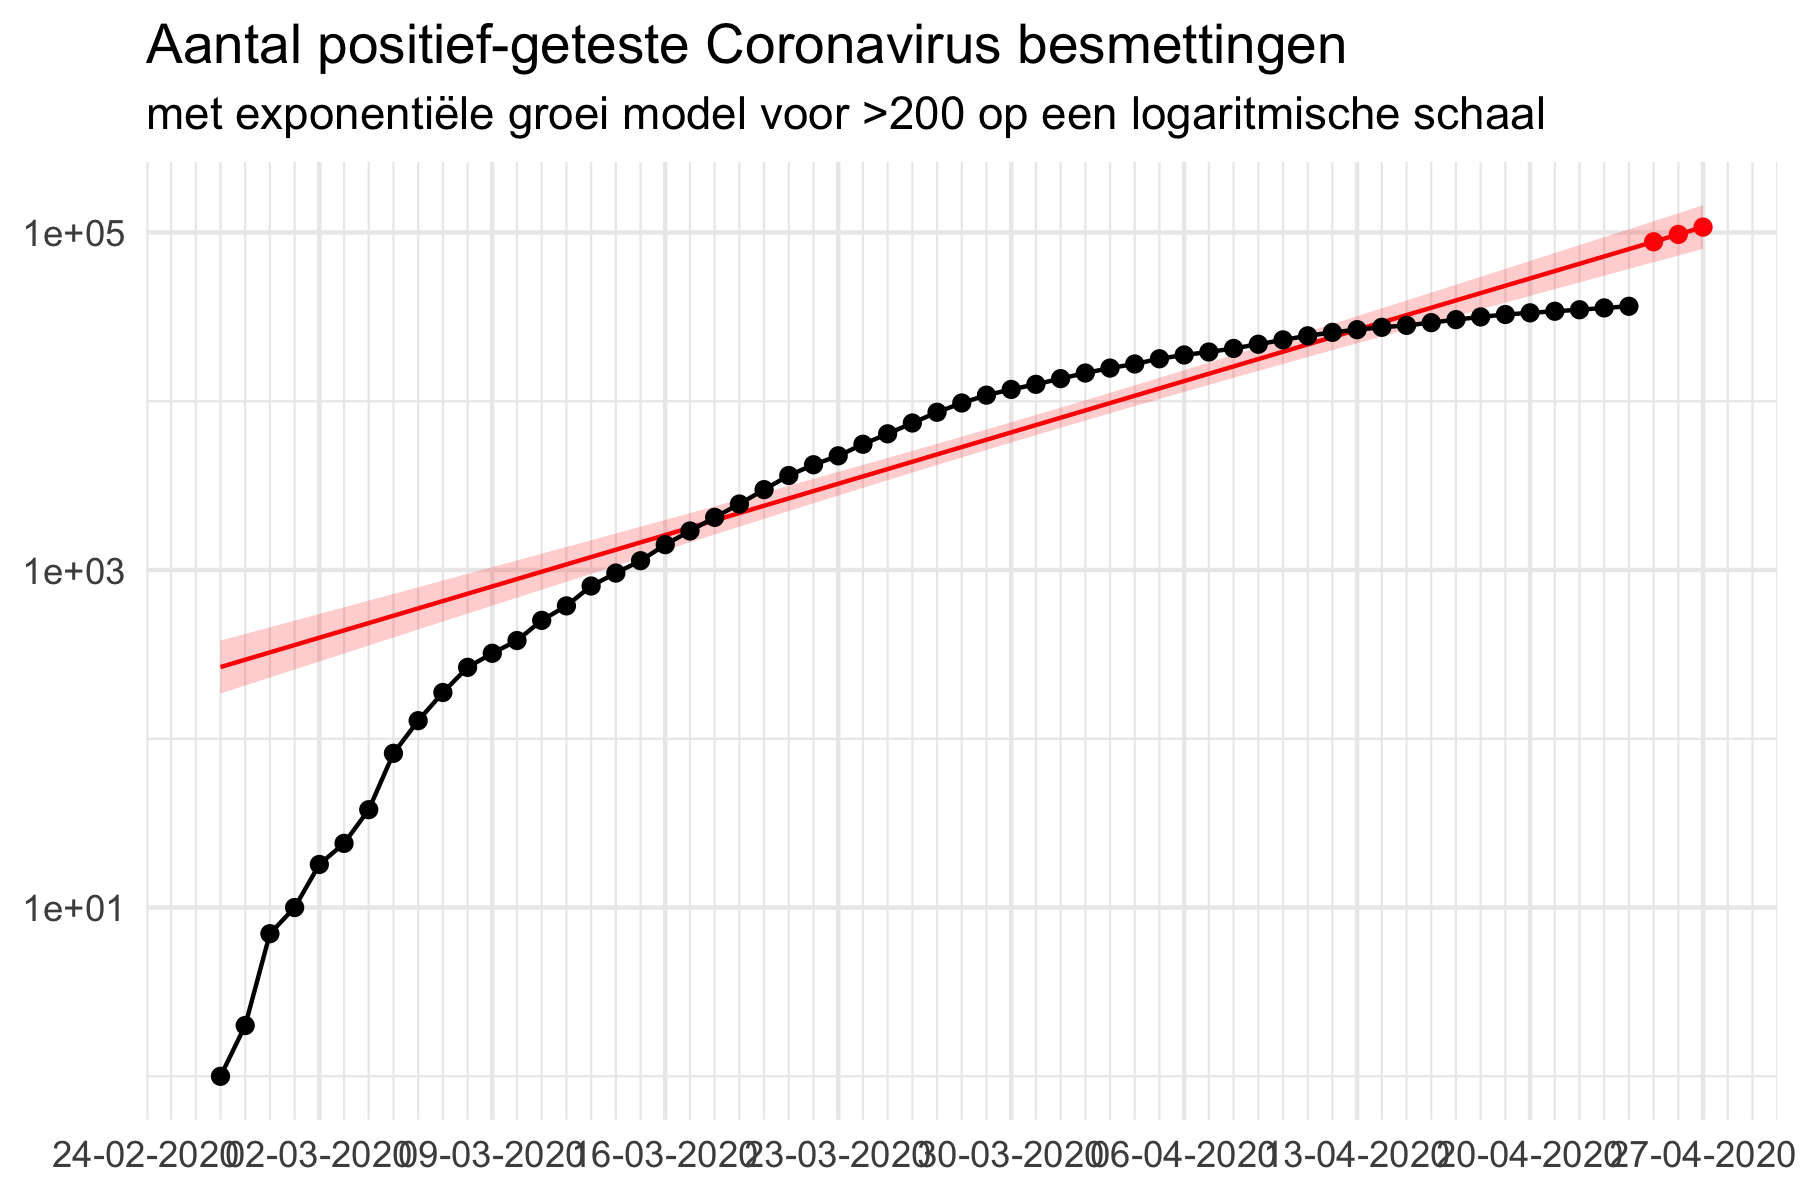 Aantal positief-geteste Coronavirus besmettingen
met exponentiële groei model voor >200 op een logaritmische schaal
1e+05
1e+03
1e+01
24-02-2020 02-03-2020 09-03-2020 16-03-2020 23-03-2020 30-03-2020 06-04-2020 13-04-2020 20-04-2020 27-04-2020